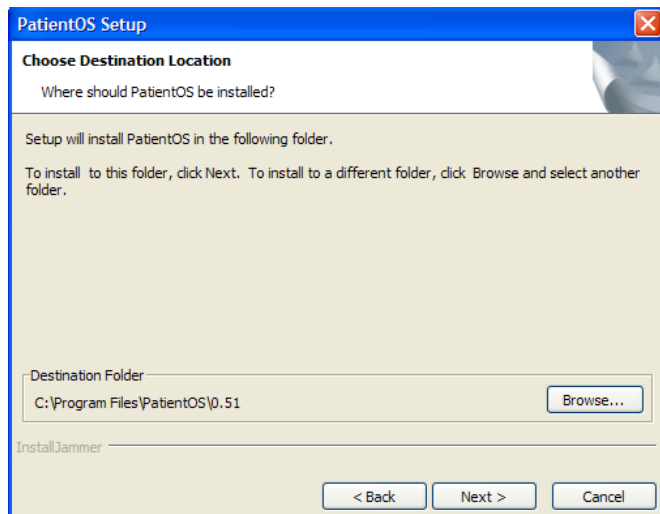 PatientOS Setup
Choose Destination Location
Where should PatientOS be installed?
Setup will install PatientOS in the following folder.
To install to this folder, click Next. To install to a different folder, click Browse and select another
folder.
Destination Folder
C:\Program Files\PatientOS\0.51
Browse...
InstallJammer
< Back
Next >
Cancel